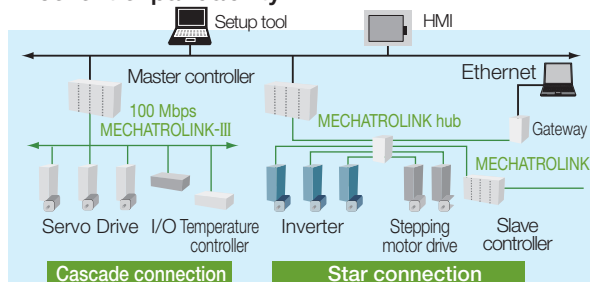 Setup tool
HMI
Master controller
Ethernet
100 Mbps
MECHATROLINK-III
MECHATROLINK hub
Gateway
MECHATROLINK
Servo Drive
I/O
Temperature
controller
Inverter
Stepping
motor drive
Slave
controller
Cascade connection
Star connection